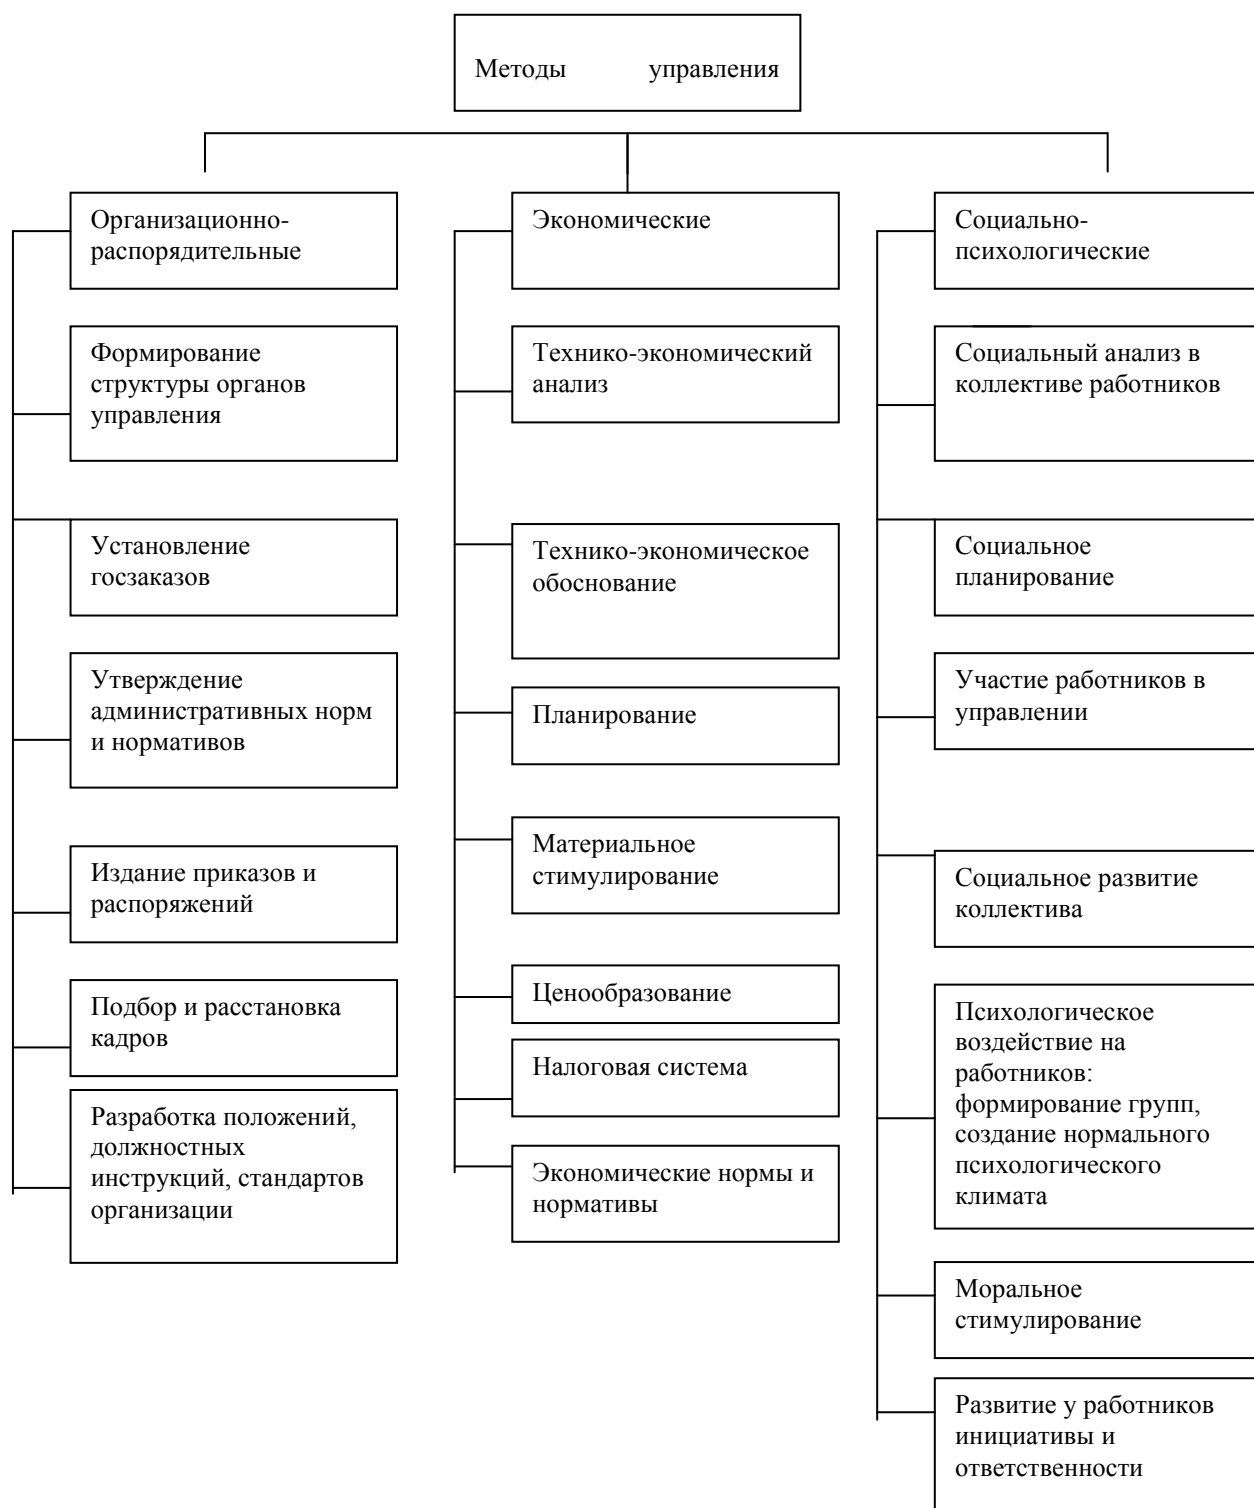 Методы управления
Организационно-
распорядительные
Формирование
структуры органов
управления
Установление
госзаказов
Утверждение
административных норм
и нормативов
Издание приказов и
распоряжений
Подбор и расстановка
кадров
Разработка положений,
должностных
инструкций, стандартов
организации
Экономические
Технико-экономический
анализ
Технико-экономическое
обоснование
Планирование
Материальное
стимулирование
Ценообразование
Налоговая система
Экономические нормы и
нормативы
Социально-
психологические
Социальный анализ в
коллективе работников
Социальное
планирование
Участие работников в
управлении
Социальное развитие
коллектива
Психологическое
воздействие на
работников:
формирование групп,
создание нормального
психологического
климата
Моральное
стимулирование
Развитие у работников
инициативы и
ответственности